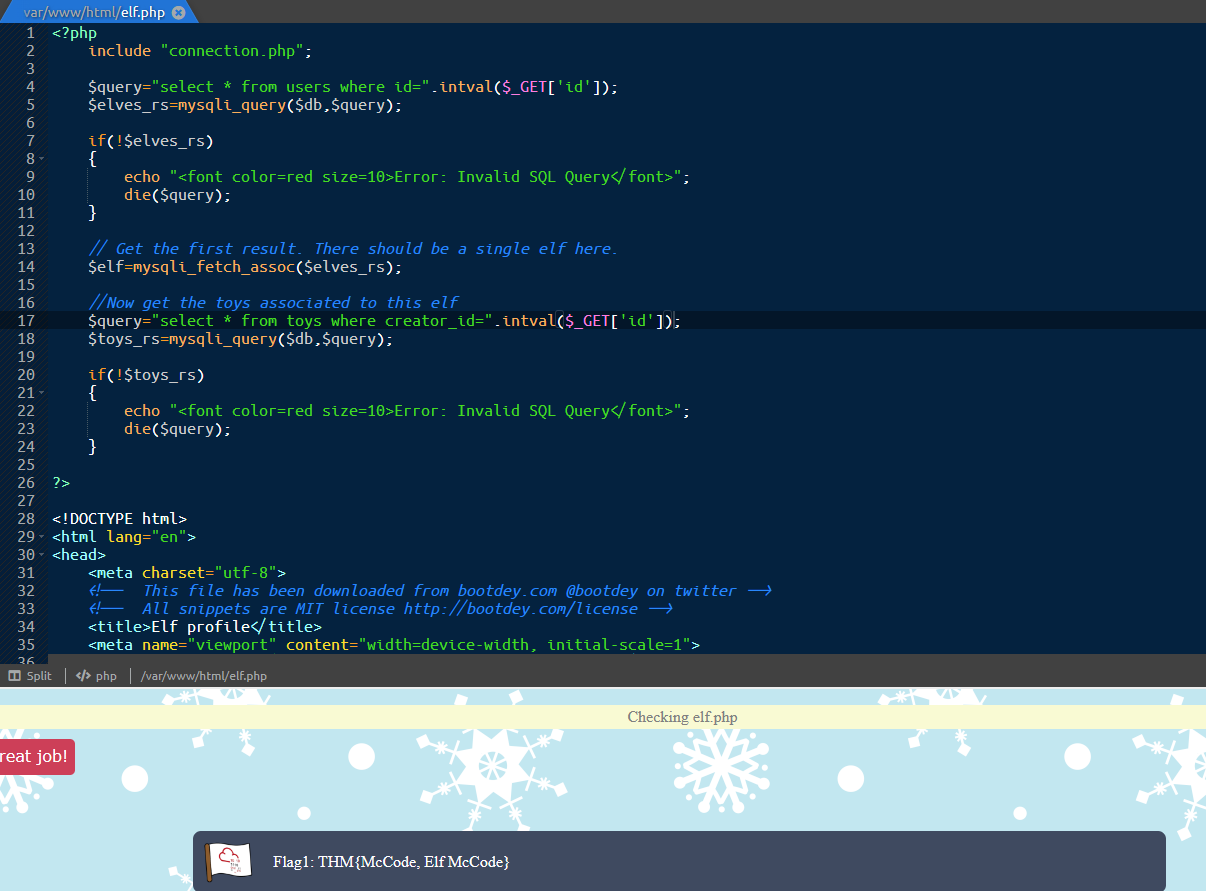 var/www/html/elf.php
1 <?php
2 include "connection.php";
3
4 $query="select * from users where id=".intval($_GET['id']);
5 $elves_rs=mysqli_query($db,$query);
6
7 if(!$elves_rs)
8 {
9 echo "<font color=red size=10>Error: Invalid SQL Query</font>";
10 die($query);
11 }
12
13 // Get the first result. There should be a single elf here.
14 $elf=mysqli_fetch_assoc($elves_rs);
15
16 //Now get the toys associated to this elf
17 $query="select * from toys where creator_id=".intval($_GET['id']);
18 $toys_rs=mysqli_query($db,$query);
19
20 if(!$toys_rs)
21 {
22 echo "<font color=red size=10>Error: Invalid SQL Query</font>";
23 die($query);
24 }
25
26 ?>
27
28 <!DOCTYPE html>
29 <html lang="en">
30 <head>
31 <meta charset="utf-8">
32 <!-- This file has been downloaded from bootdey.com @bootdey on twitter -->
33 <!-- All snippets are MIT license http://bootdey.com/license -->
34 <title>Elf profile</title>
35 <meta name="viewport" content="width=device-width, initial-scale=1">
36
Split php /var/www/html/elf.php
Checking elf.php
reat job!
Flag1: THM{McCode, Elf McCode}